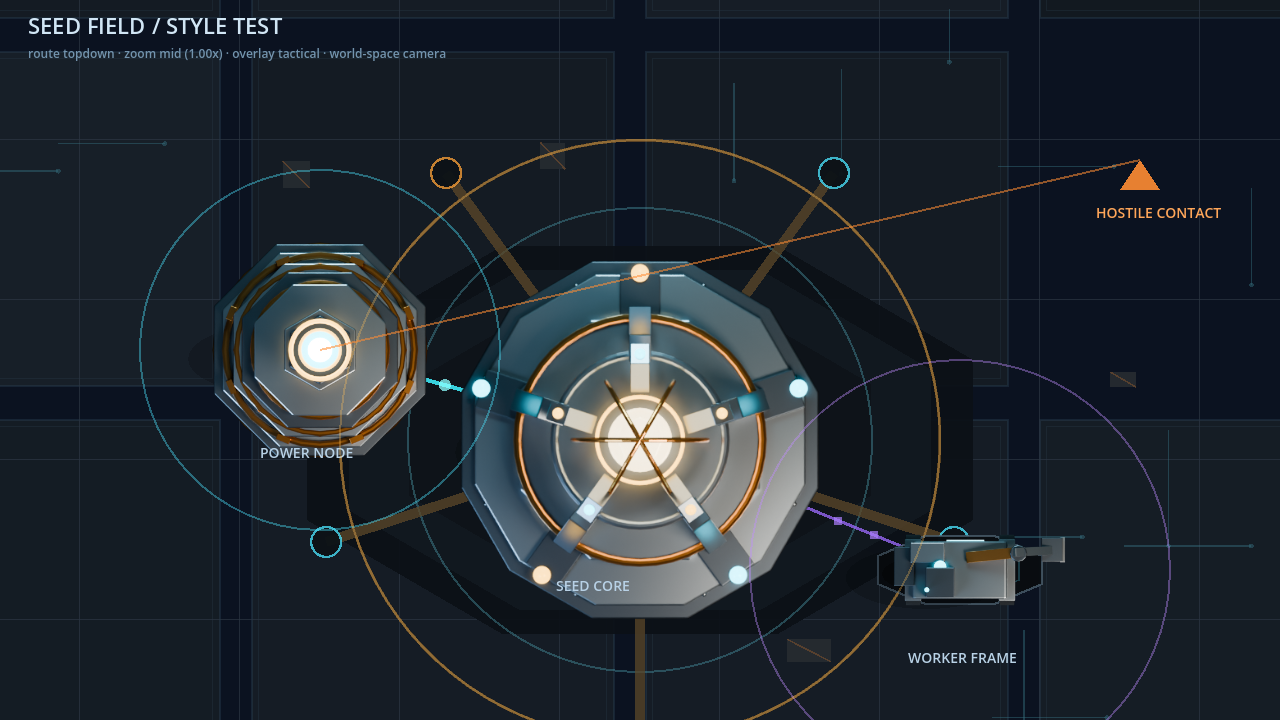 SEED FIELD / STYLE TEST
route topdown · zoom mid (1.00x) · overlay tactical · world-space camera
HOSTILE CONTACT
POWER NODE
SEED CORE
WORKER FRAME